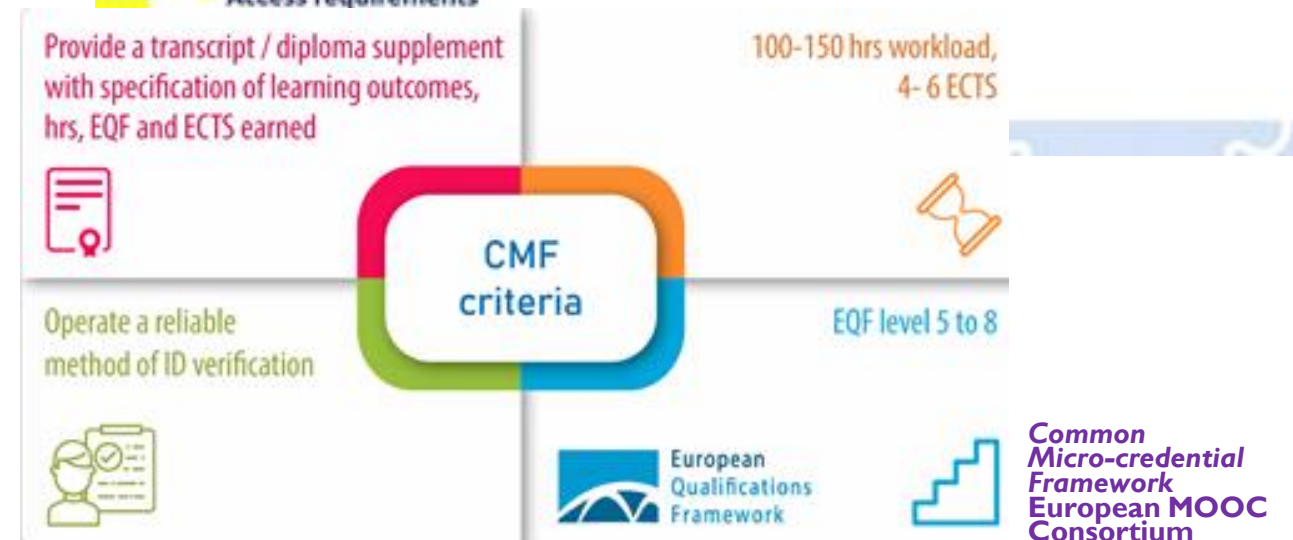 Access requirements
Provide a transcript / diploma supplement
with specification of learning outcomes,
hrs, EQF and ECTS earned
100-150 hrs workload,
4- 6 ECTS
CMF
criteria
Operate a reliable
method of ID verification
EQF level 5 to 8
European
Qualifications
Framework
Common
Micro-credential
Framework
European MOOC
Consortium